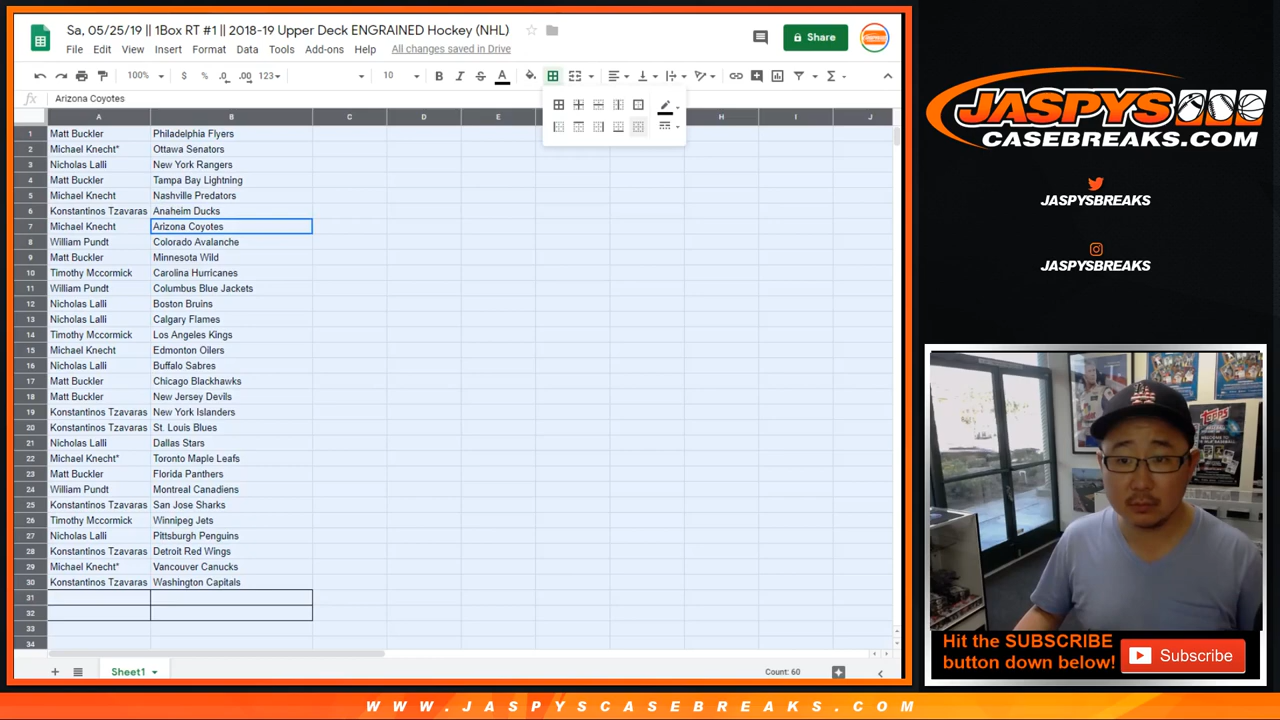 Sa, 05/25/19 || 1Box RT #1 || 2018-19 Upper Deck ENGRAINED Hockey (NHL)
File Edit View Insert Format Data Tools Add-ons Help All changes saved in Drive
Share
100% $ % .0 .00 123 10 B I S A
fx Arizona Coyotes
A B C D E H I J
1 Matt Buckler Philadelphia Flyers
2 Michael Knecht* Ottawa Senators
3 Nicholas Lalli New York Rangers
4 Matt Buckler Tampa Bay Lightning
5 Michael Knecht Nashville Predators
6 Konstantinos Tzavaras Anaheim Ducks
7 Michael Knecht Arizona Coyotes
8 William Pundt Colorado Avalanche
9 Matt Buckler Minnesota Wild
10 Timothy Mccormick Carolina Hurricanes
11 William Pundt Columbus Blue Jackets
12 Nicholas Lalli Boston Bruins
13 Nicholas Lalli Calgary Flames
14 Timothy Mccormick Los Angeles Kings
15 Michael Knecht Edmonton Oilers
16 Nicholas Lalli Buffalo Sabres
17 Matt Buckler Chicago Blackhawks
18 Matt Buckler New Jersey Devils
19 Konstantinos Tzavaras New York Islanders
20 Konstantinos Tzavaras St. Louis Blues
21 Nicholas Lalli Dallas Stars
22 Michael Knecht* Toronto Maple Leafs
23 Matt Buckler Florida Panthers
24 William Pundt Montreal Canadiens
25 Konstantinos Tzavaras San Jose Sharks
26 Timothy Mccormick Winnipeg Jets
27 Nicholas Lalli Pittsburgh Penguins
28 Konstantinos Tzavaras Detroit Red Wings
29 Michael Knecht* Vancouver Canucks
30 Konstantinos Tzavaras Washington Capitals
31
32
33
34
Sheet1
Count: 60
JASPYS
CASEBREAKS.COM
JASPYSBREAKS
JASPYSBREAKS
Topps
Hit the SUBSCRIBE
button down below!
Subscribe
WWW.JASPYSCASEBREAKS.COM